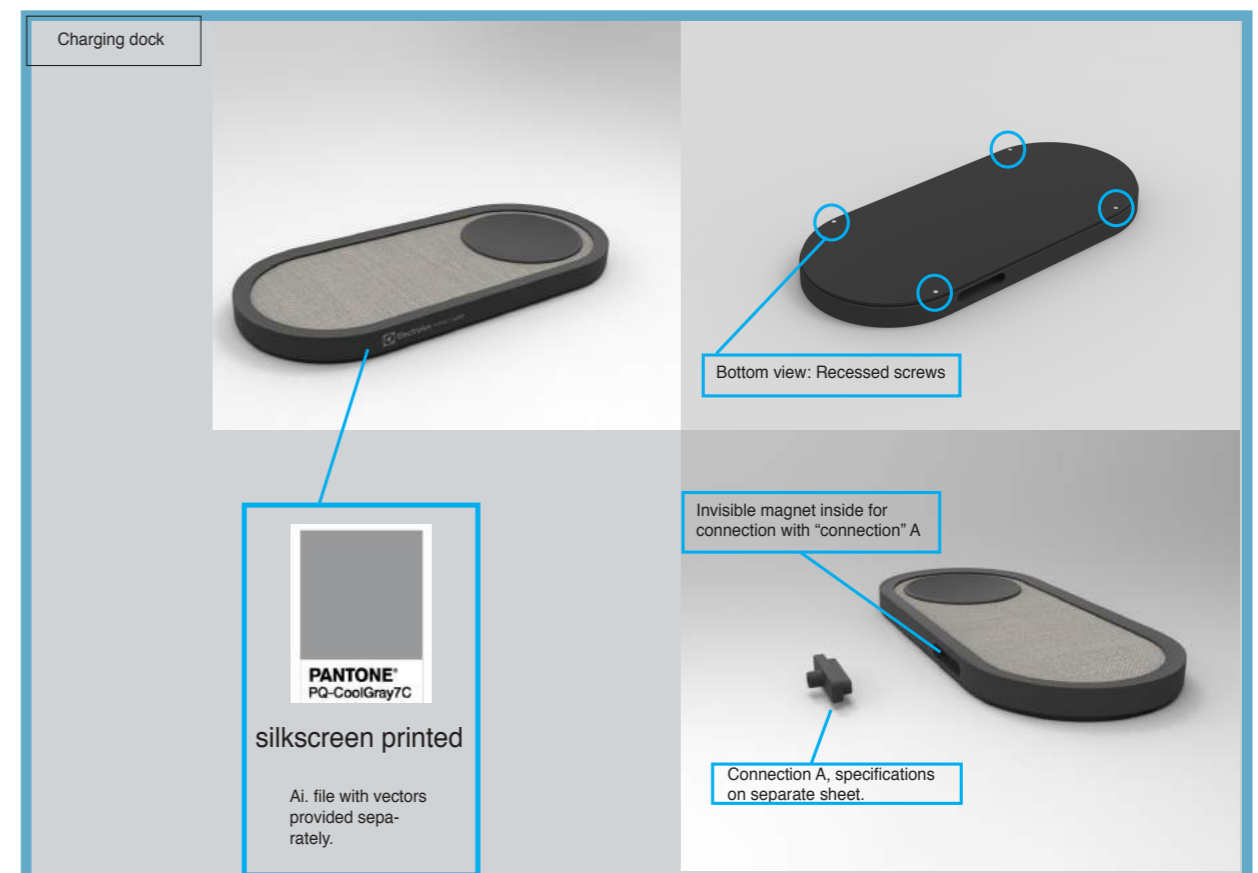 Charging dock
Electrolux
Bottom view: Recessed screws
PANTONE®
PQ-CoolGray7C
silkscreen printed
Ai. file with vectors
provided sepa-
rately.
Invisible magnet inside for
connection with “connection” A
Connection A, specifications
on separate sheet.